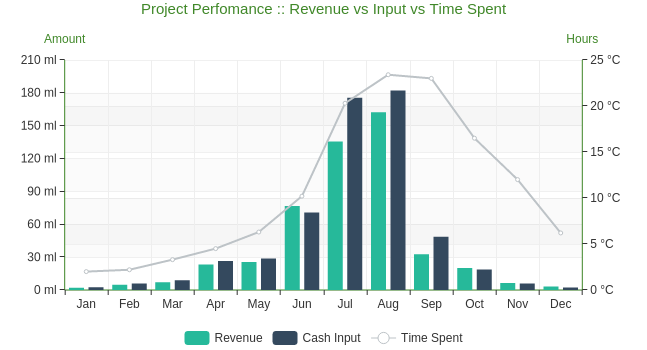 Project Perfomance :: Revenue vs Input vs Time Spent
Amount
Hours
210 ml
180 ml
150 ml
120 ml
90 ml
60 ml
30 ml
0 ml
25 °C
20 °C
15 °C
10 °C
5 °C
0 °C
Jan Feb Mar Apr May Jun Jul Aug Sep Oct Nov Dec
Revenue Cash Input Time Spent